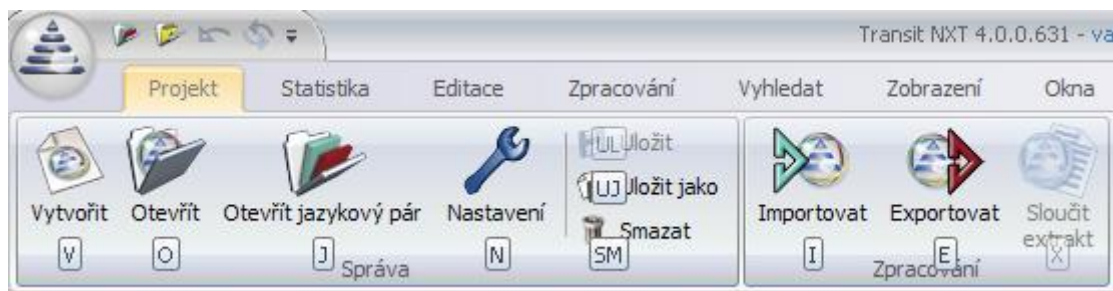 Transit NXT 4.0.0.631 - va
Projekt Statistika Editace Zpracování Vyhledat Zobrazení Okna
UL Uložit
UJ Uložit jako
Vytvořit Otevřít Otevřít jazykový pár Nastavení Smazat Importovat Exportovat Sloučit extrakt
V O J N SM I E X
Správa Zpracování